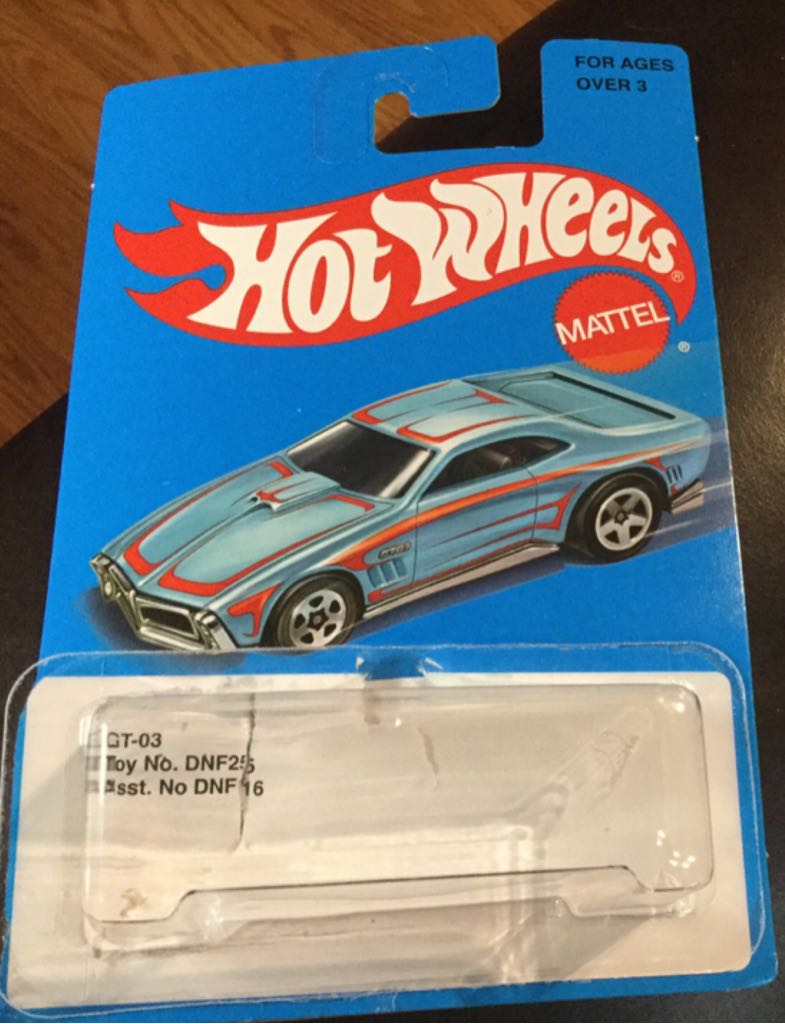 FOR AGES
OVER 3
HOT WHEELS®
MATTEL
®
GT-03
Toy No. DNF25
Asst. No DNF16